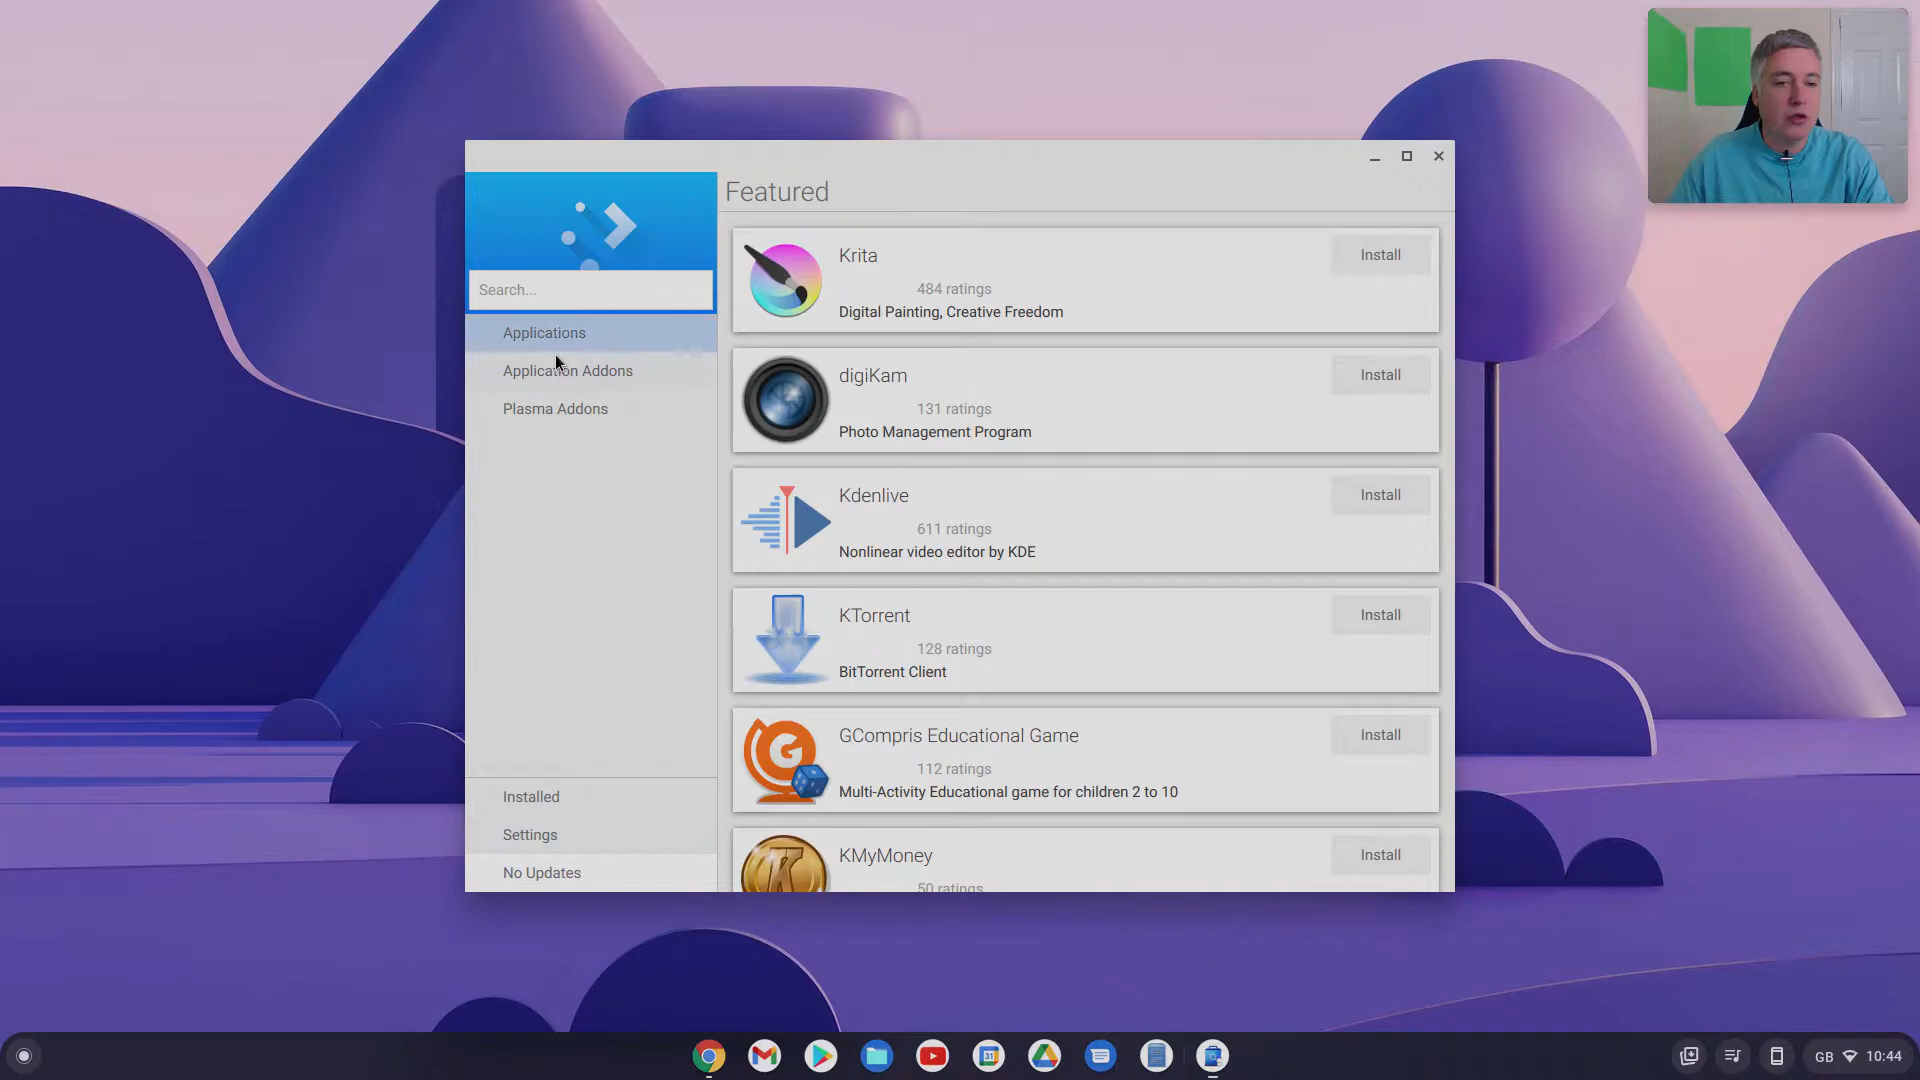 Featured
Search...
Applications
Application Addons
Plasma Addons
Installed
Settings
No Updates
Krita
Install
484 ratings
Digital Painting, Creative Freedom
digiKam
Install
131 ratings
Photo Management Program
Kdenlive
Install
611 ratings
Nonlinear video editor by KDE
KTorrent
Install
128 ratings
BitTorrent Client
GCompris Educational Game
Install
112 ratings
Multi-Activity Educational game for children 2 to 10
KMyMoney
Install
50 ratings
31
GB 10:44